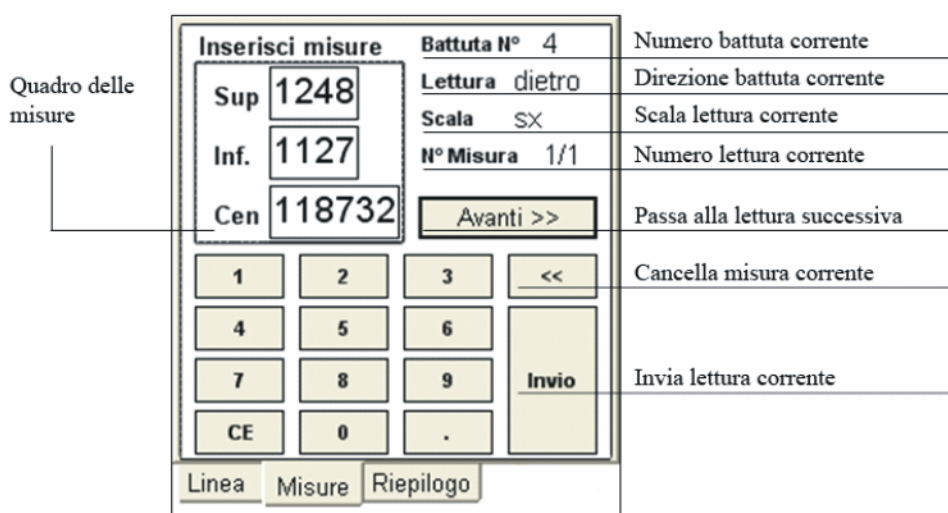 Quadro delle
misure
Inserisci misure
Sup 1248
Inf. 1127
Cen 118732
Battuta N° 4
Lettura dietro
Scala sx
N° Misura 1/1
Avanti >>
1 2 3 <<
4 5 6
7 8 9 Invio
CE 0 .
Linea Misure Riepilogo
Numero battuta corrente
Direzione battuta corrente
Scala lettura corrente
Numero lettura corrente
Passa alla lettura successiva
Cancella misura corrente
Invia lettura corrente